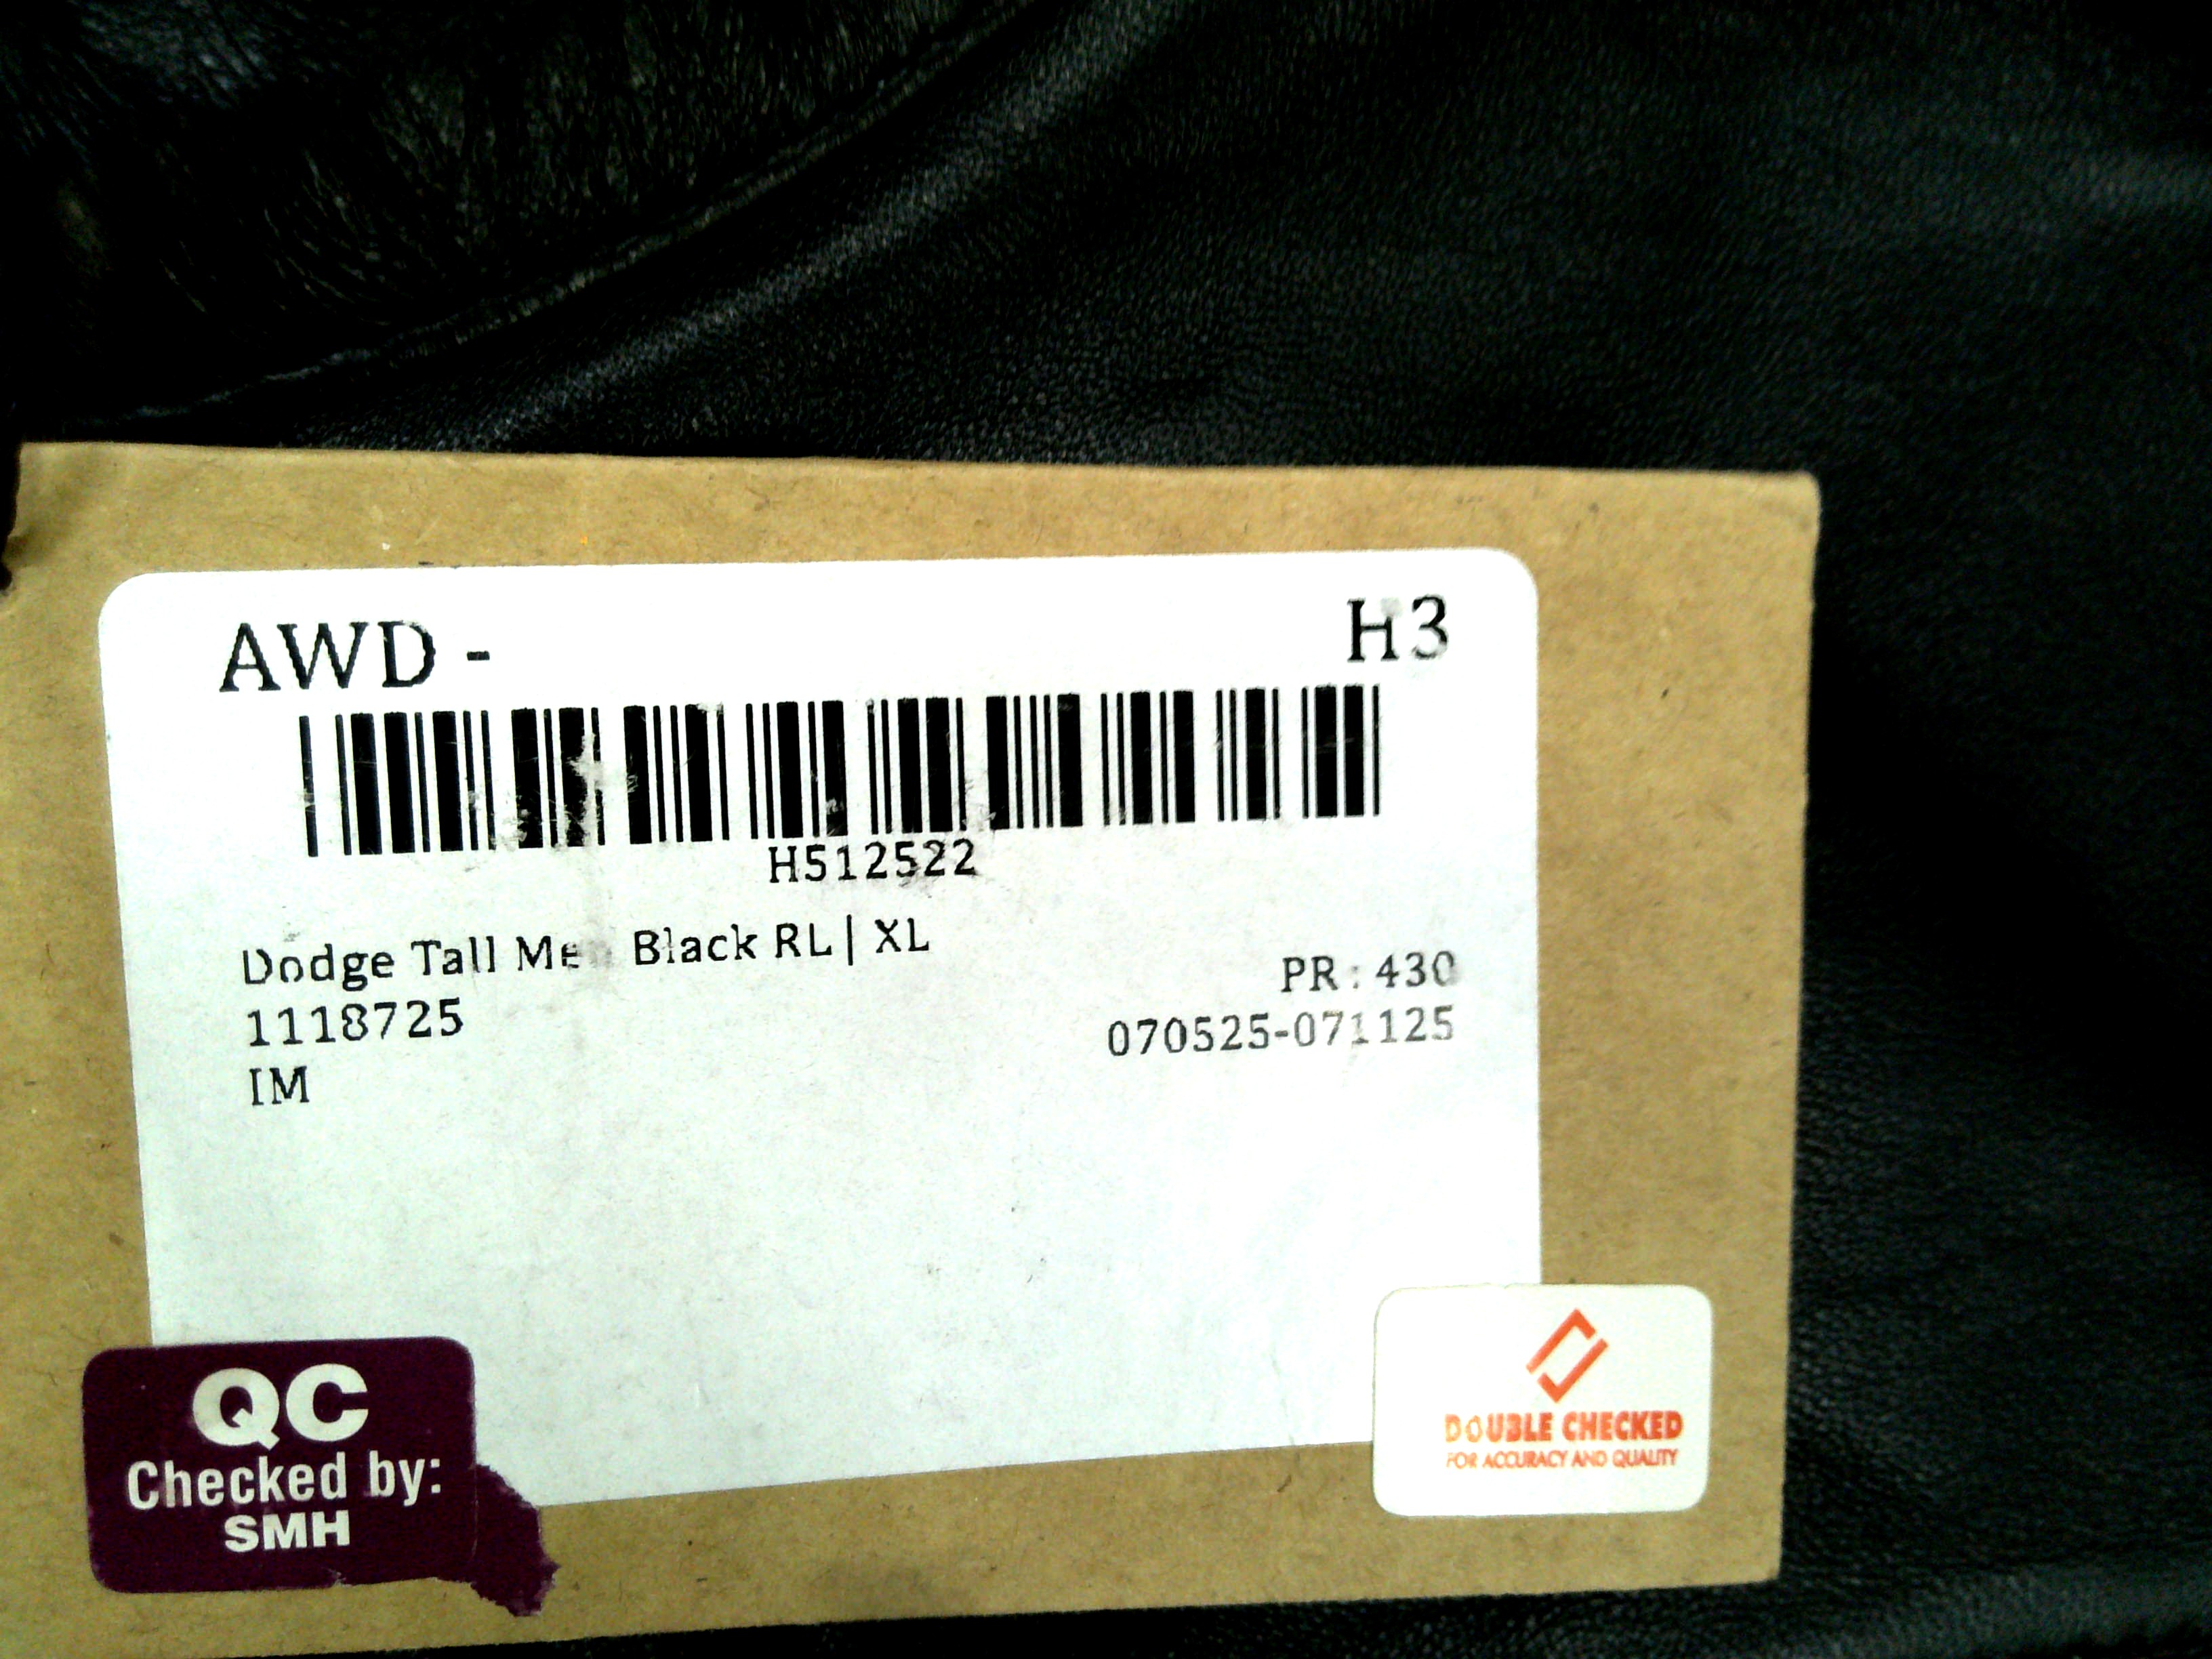 AWD - H3
H512522
Dodge Tall Men Black RL| XL
PR : 430
1118725
070525-071125
IM
QC
Checked by:
SMH
DOUBLE CHECKED
FOR ACCURACY AND QUALITY